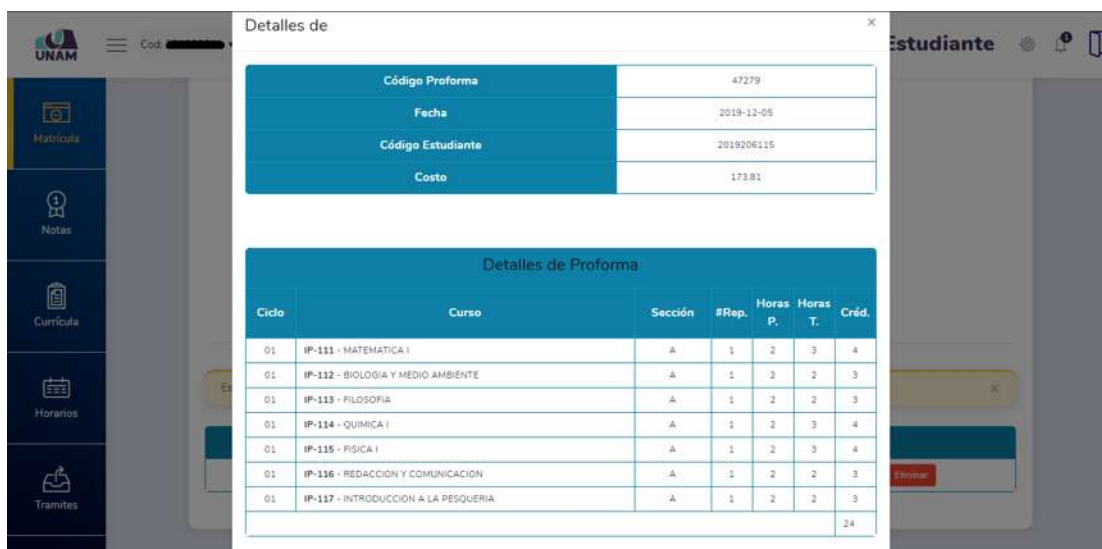 Detalles de ×
UNAM
Cod:
Estudiante
Matrícula
Notas
Currícula
Horarios
Tramites
Código Proforma 47279
Fecha 2019-12-05
Código Estudiante 2019206115
Costo 173.81
Detalles de Proforma
Ciclo Curso Sección #Rep. Horas P. Horas T. Créd.
01 IP-111 - MATEMATICA I A 1 2 3 4
01 IP-112 - BIOLOGIA Y MEDIO AMBIENTE A 1 2 2 3
01 IP-113 - FILOSOFIA A 1 2 2 3
01 IP-114 - QUIMICA I A 1 2 3 4
01 IP-115 - FISICA I A 1 2 3 4
01 IP-116 - REDACCION Y COMUNICACION A 1 2 2 3
01 IP-117 - INTRODUCCION A LA PESQUERIA A 1 2 2 3
24
Eliminar